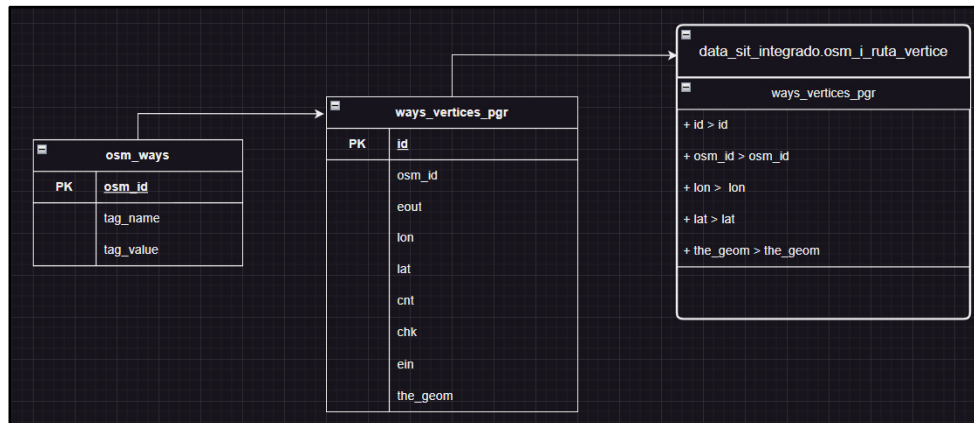 osm_ways
PK osm_id
tag_name
tag_value
ways_vertices_pgr
PK id
osm_id
eout
lon
lat
cnt
chk
ein
the_geom
data_sit_integrado.osm_i_ruta_vertice
ways_vertices_pgr
+ id > id
+ osm_id > osm_id
+ lon > lon
+ lat > lat
+ the_geom > the_geom